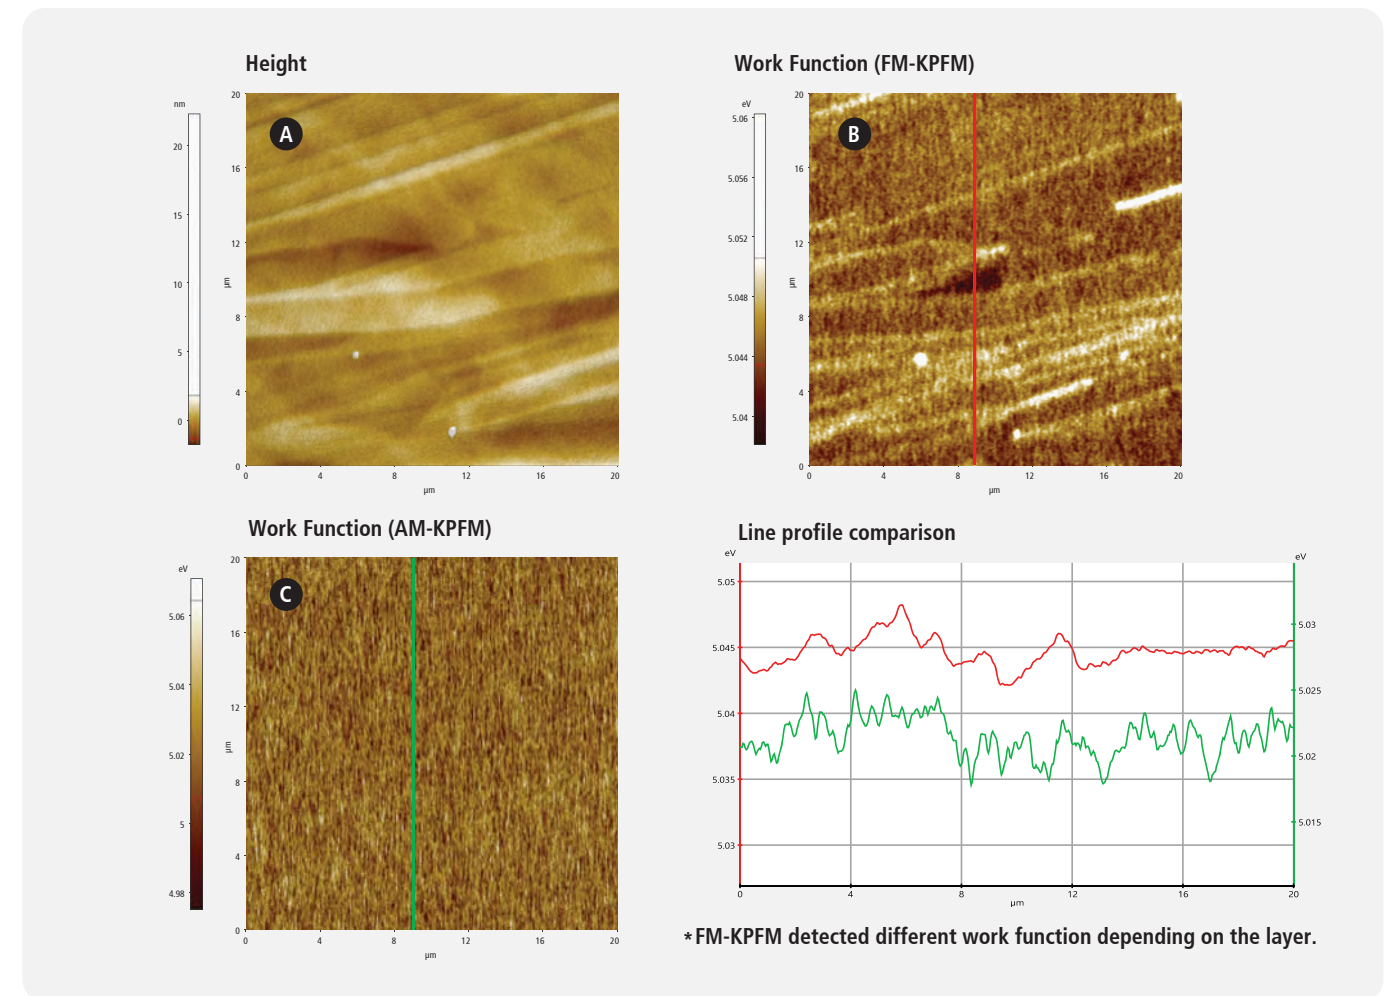 Height
nm
20
15
10
5
0
A
20
16
12
8
4
0
µm
0 4 8 12 16 20
µm
Work Function (FM-KPFM)
eV
5.06
5.056
5.052
5.048
5.044
5.04
B
20
16
12
8
4
0
µm
0 4 8 12 16 20
µm
Work Function (AM-KPFM)
eV
5.06
5.04
5.02
5
4.98
C
20
16
12
8
4
0
µm
0 4 8 12 16 20
µm
Line profile comparison
eV
5.05
5.045
5.04
5.035
5.03
eV
5.03
5.025
5.02
5.015
0 4 8 12 16 20
µm
*FM-KPFM detected different work function depending on the layer.